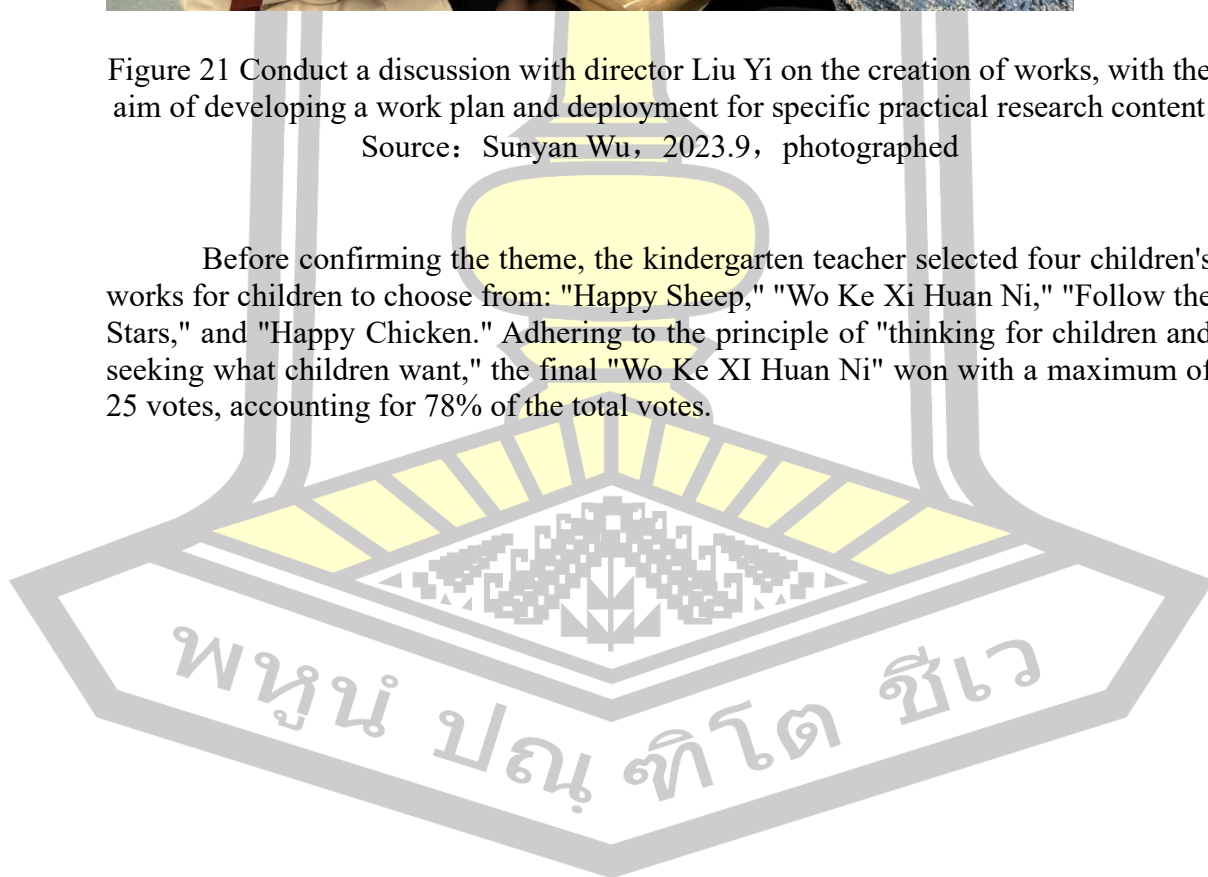 Figure 21 Conduct a discussion with director Liu Yi on the creation of works, with the
aim of developing a work plan and deployment for specific practical research content
Source：Sunyan Wu，2023.9，photographed
Before confirming the theme, the kindergarten teacher selected four children's
works for children to choose from: "Happy Sheep," "Wo Ke Xi Huan Ni," "Follow the
Stars," and "Happy Chicken." Adhering to the principle of "thinking for children and
seeking what children want," the final "Wo Ke XI Huan Ni" won with a maximum of
25 votes, accounting for 78% of the total votes.
พหูนํ ปณฺฑิโต ชีเว